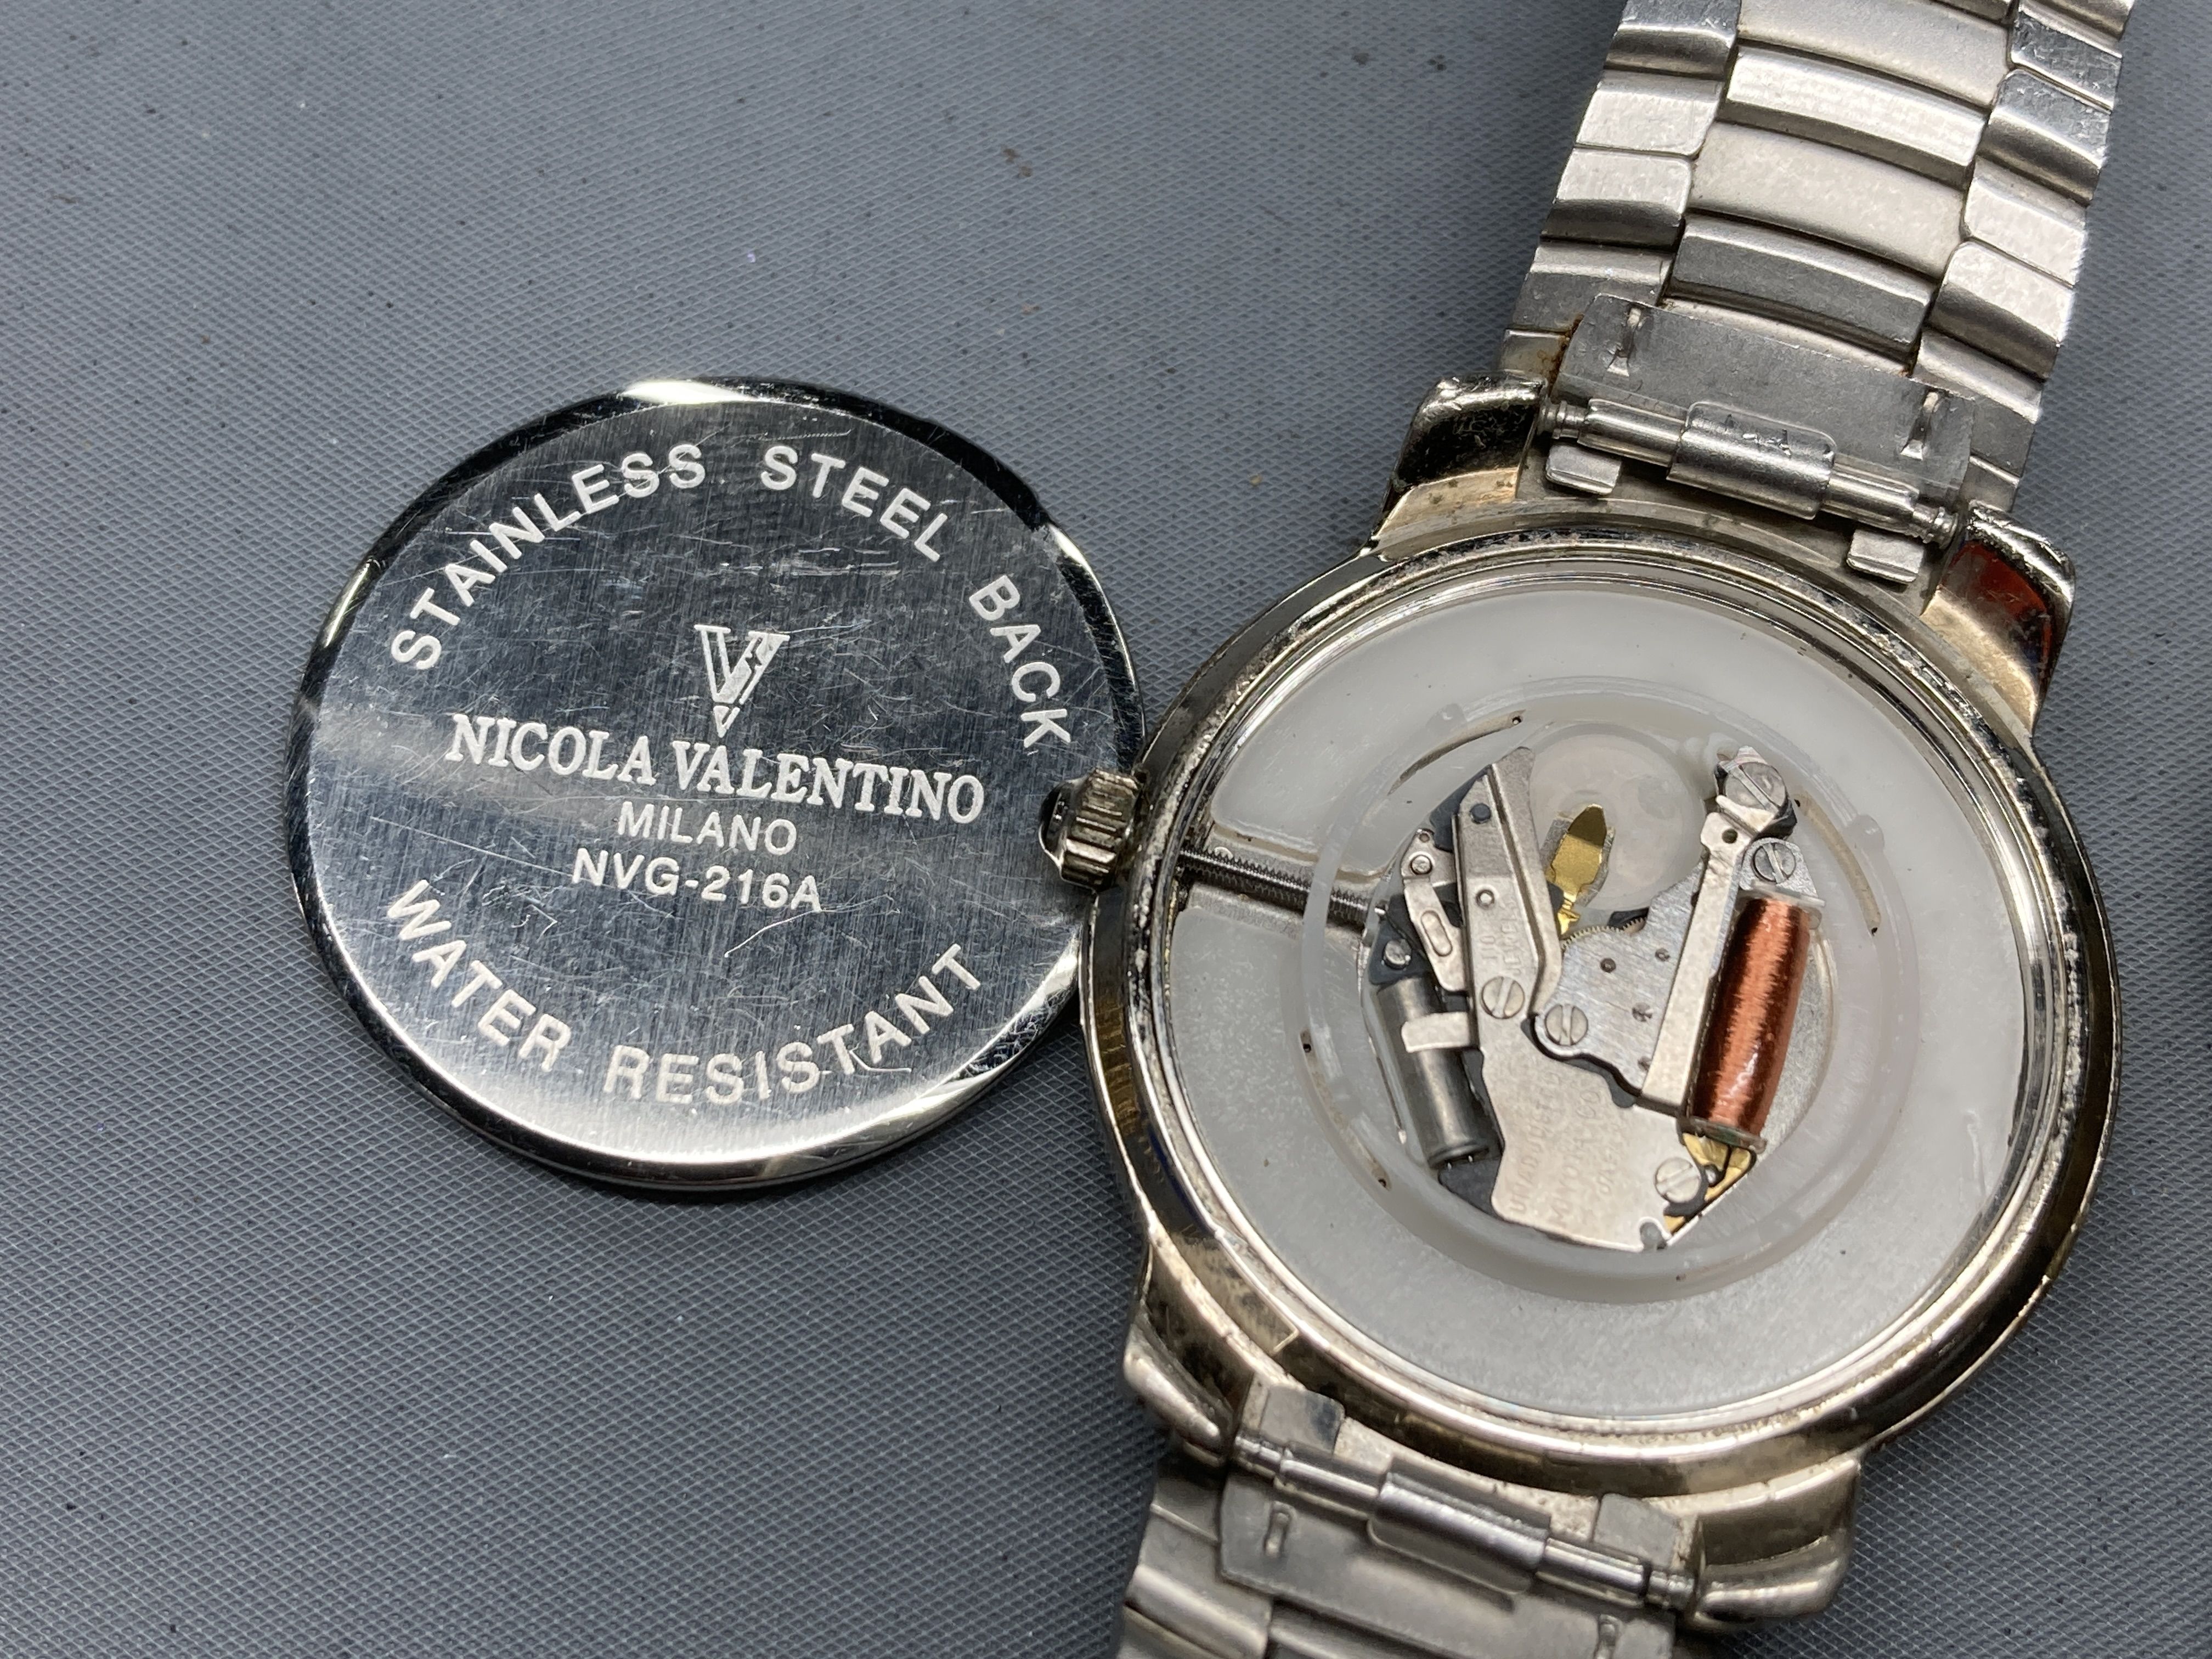 STAINLESS STEEL BACK
V
NICOLA VALENTINO
MILANO
NVG-216A
WATER RESISTANT